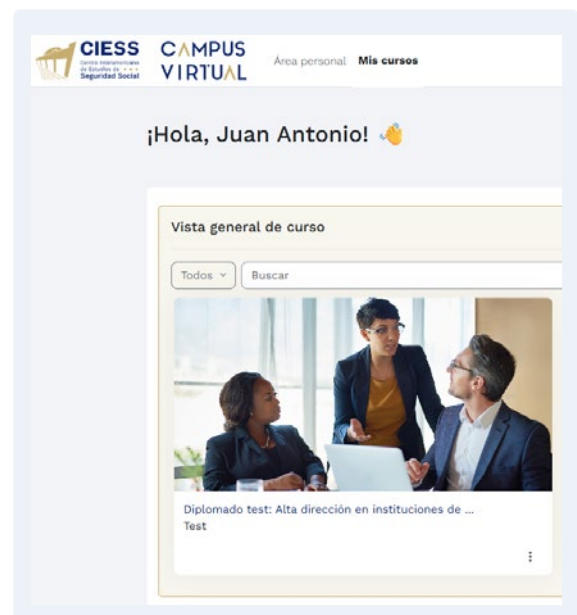 CIESS
Centro Interamericano
de Estudios de
Seguridad Social
CAMPUS
VIRTUAL
Área personal Mis cursos
¡Hola, Juan Antonio! 👋
Vista general de curso
Todos Buscar
Diplomado test: Alta dirección en instituciones de ...
Test